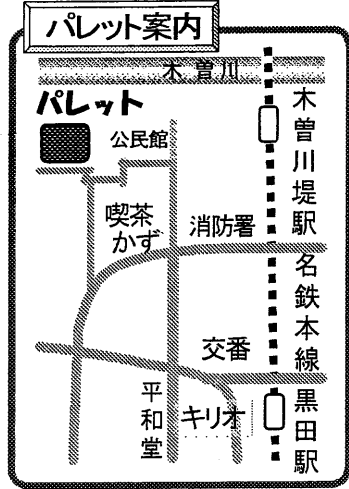 パレット案内
木曽川
パレット
公民館
木曽川堤駅
喫茶
かず
消防署
名鉄本線
交番
平和堂
キリオ
黒田駅